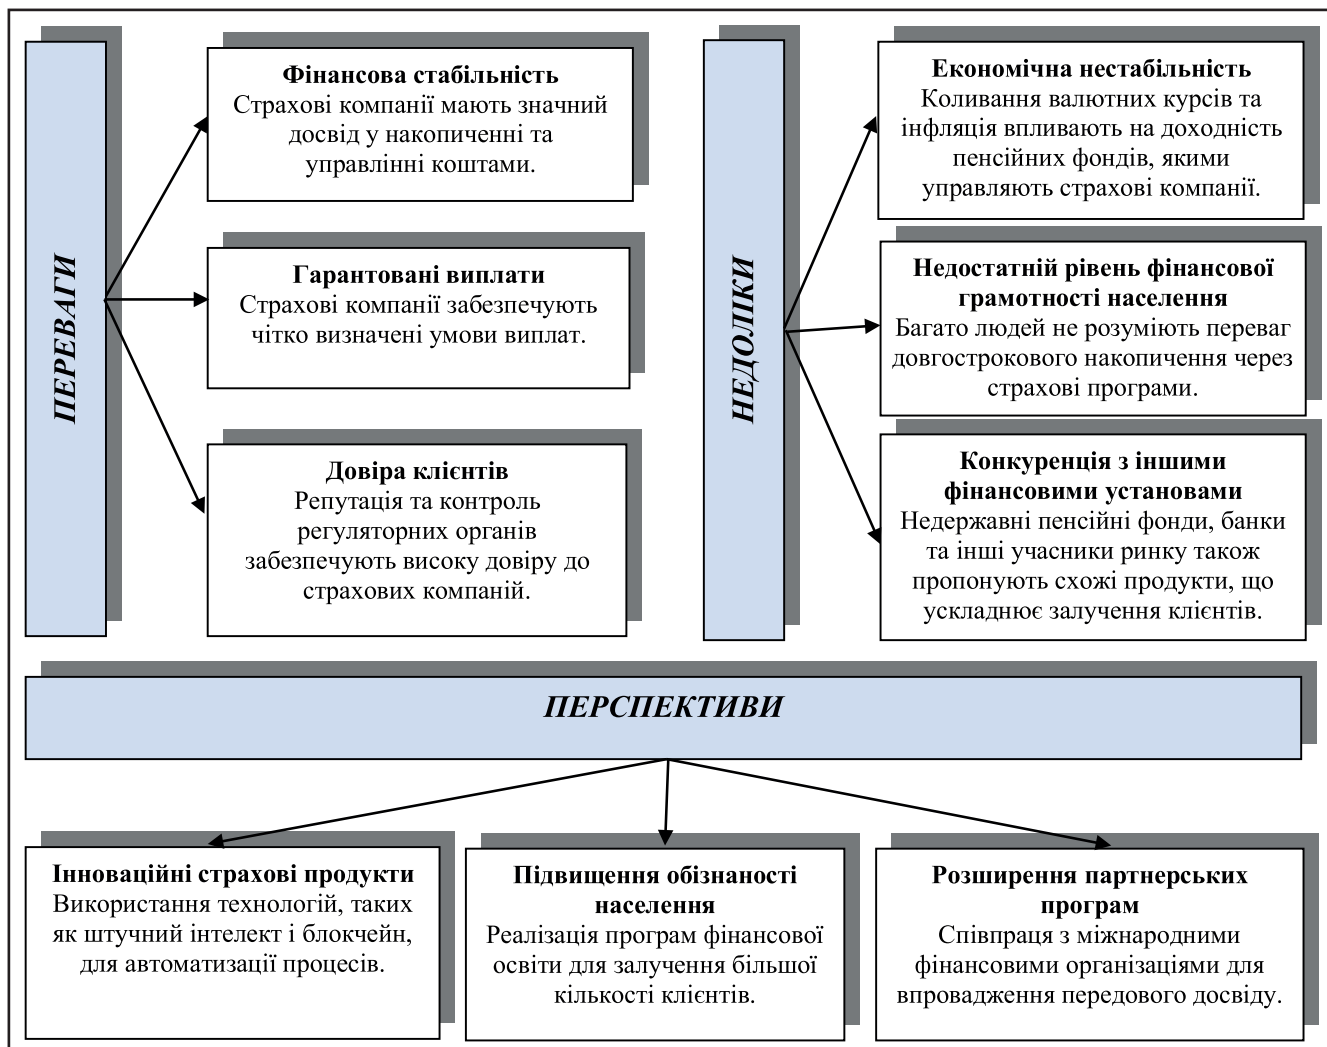 ПЕРЕВАГИ
Фінансова стабільність
Страхові компанії мають значний
досвід у накопиченні та
управлінні коштами.
Гарантовані виплати
Страхові компанії забезпечують
чітко визначені умови виплат.
Довіра клієнтів
Репутація та контроль
регуляторних органів
забезпечують високу довіру до
страхових компаній.
НЕДОЛІКИ
Економічна нестабільність
Коливання валютних курсів та
інфляція впливають на доходність
пенсійних фондів, якими
управляють страхові компанії.
Недостатній рівень фінансової
грамотності населення
Багато людей не розуміють переваг
довгострокового накопичення через
страхові програми.
Конкуренція з іншими
фінансовими установами
Недержавні пенсійні фонди, банки
та інші учасники ринку також
пропонують схожі продукти, що
ускладнює залучення клієнтів.
ПЕРСПЕКТИВИ
Інноваційні страхові продукти
Використання технологій, таких
як штучний інтелект і блокчейн,
для автоматизації процесів.
Підвищення обізнаності
населення
Реалізація програм фінансової
освіти для залучення більшої
кількості клієнтів.
Розширення партнерських
програм
Співпраця з міжнародними
фінансовими організаціями для
впровадження передового досвіду.